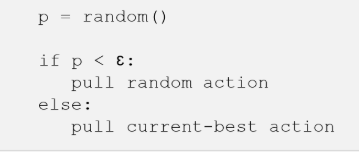 p = random()
if p < ε:
pull random action
else:
pull current-best action